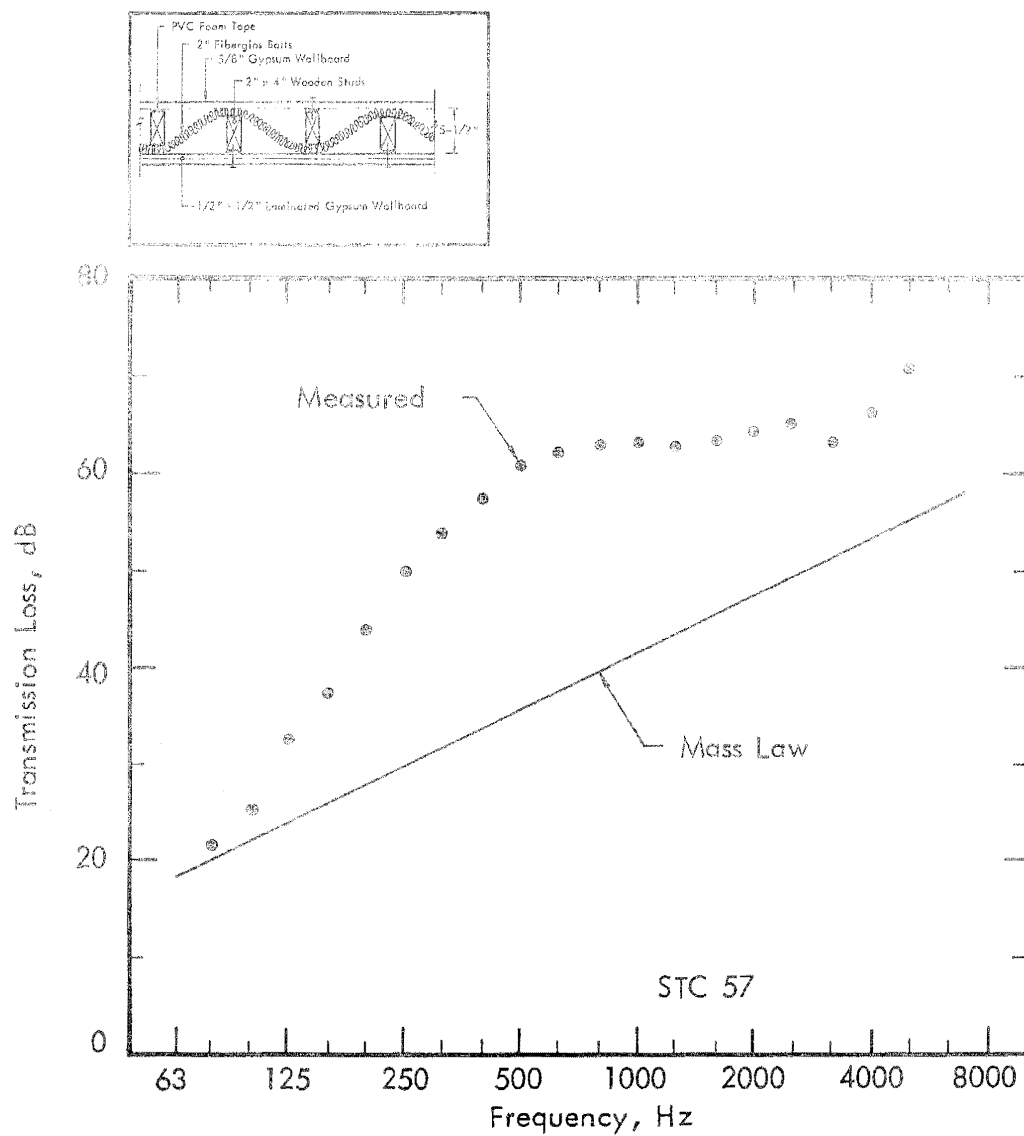 PVC Foam Tape
2" Fiberglas Batts
5/8" Gypsum Wallboard
2" x 4" Wooden Studs
5-1/2"
1/2" - 1/2" Laminated Gypsum Wallboard
80
60
40
20
0
Transmission Loss, dB
Measured
Mass Law
STC 57
63 125 250 500 1000 2000 4000 8000
Frequency, Hz